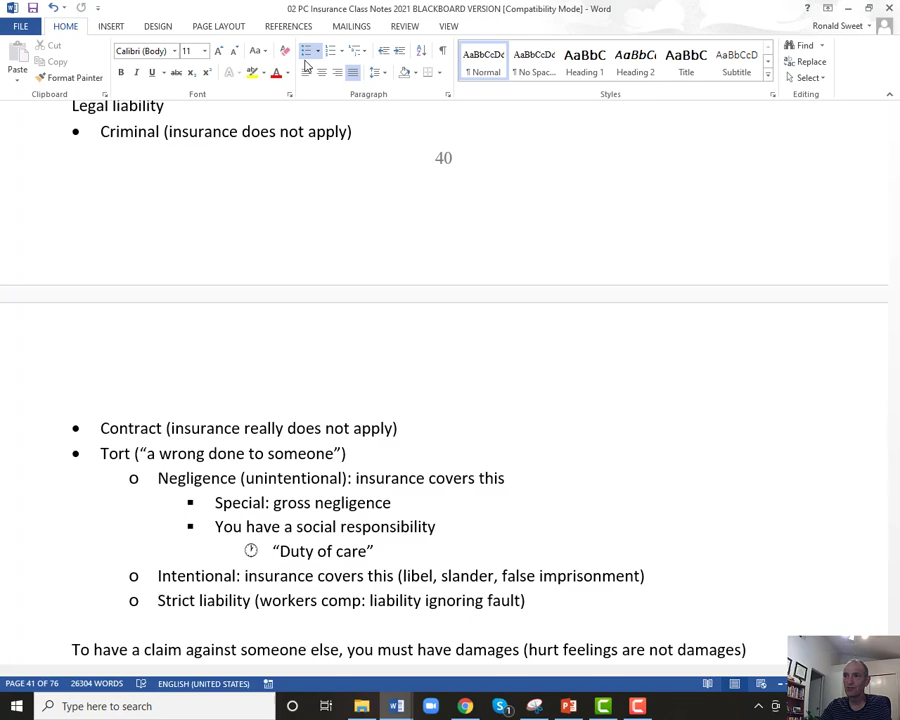 02 PC Insurance Class Notes 2021 BLACKBOARD VERSION [Compatibility Mode] - Word
FILE HOME INSERT DESIGN PAGE LAYOUT REFERENCES MAILINGS REVIEW VIEW Ronald Sweet
Paste
Cut
Copy
Format Painter
Calibri (Body) 11
AaBbCcDc AaBbCcDc AaBbC AaBbCc AaBbC AaBbCcD
¶ Normal ¶ No Spac... Heading 1 Heading 2 Title Subtitle
Find
Replace
Select
Clipboard Font Paragraph Styles Editing
Legal liability
• Criminal (insurance does not apply)
40
• Contract (insurance really does not apply)
• Tort (“a wrong done to someone”)
o Negligence (unintentional): insurance covers this
▪ Special: gross negligence
▪ You have a social responsibility
“Duty of care”
o Intentional: insurance covers this (libel, slander, false imprisonment)
o Strict liability (workers comp: liability ignoring fault)
To have a claim against someone else, you must have damages (hurt feelings are not damages)
PAGE 41 OF 76 26304 WORDS ENGLISH (UNITED STATES)
Type here to search